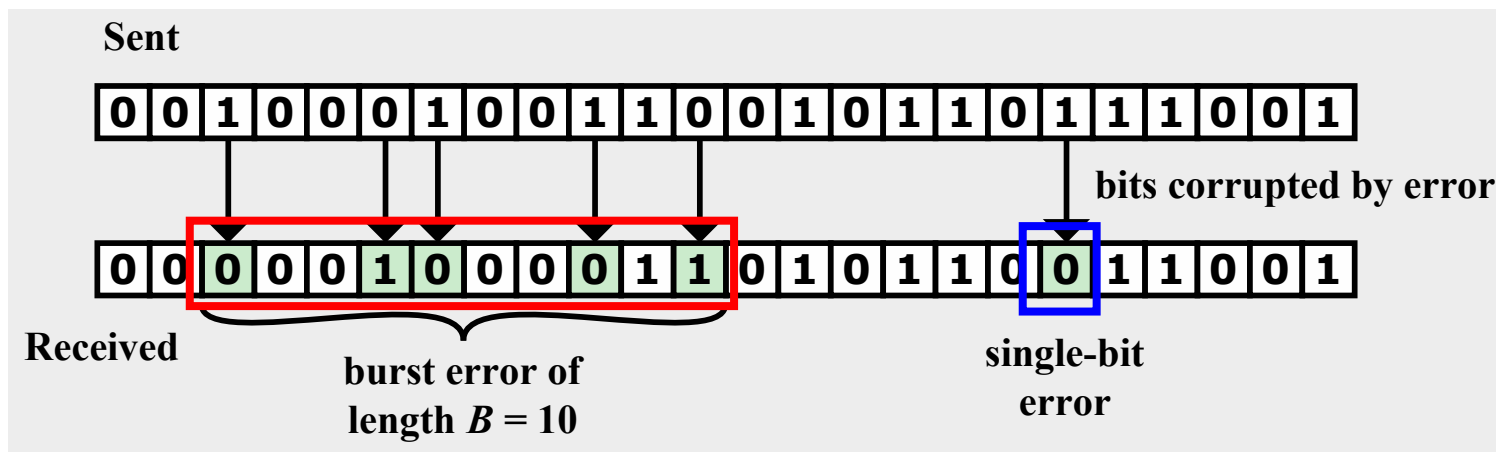 Sent
0 0 1 0 0 0 1 0 0 1 1 0 0 1 0 1 1 0 1 1 1 0 0 1
bits corrupted by error
0 0 0 0 0 1 0 0 0 0 1 1 0 1 0 1 1 0 0 1 1 0 0 1
Received
burst error of
length B = 10
single-bit
error